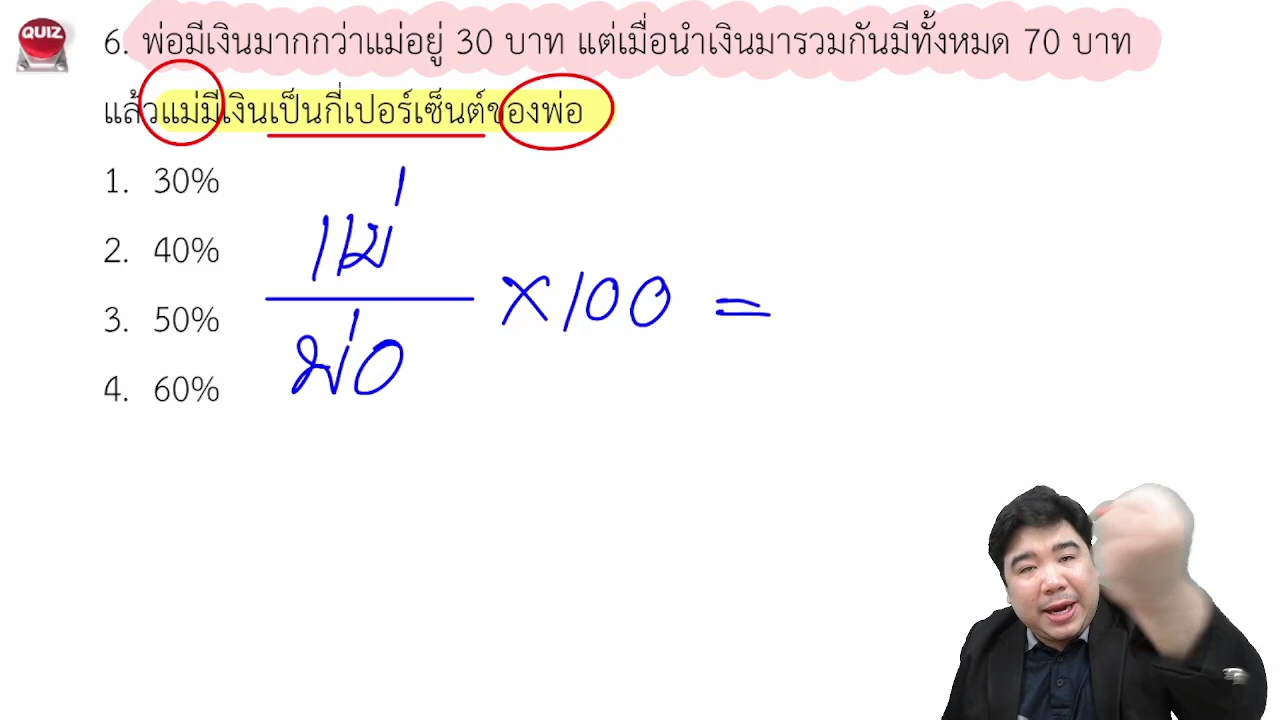 QUIZ
6. พ่อมีเงินมากกว่าแม่อยู่ 30 บาท แต่เมื่อนำเงินมารวมกันมีทั้งหมด 70 บาท
แล้วแม่มีเงินเป็นกี่เปอร์เซ็นต์ของพ่อ
1. 30%
2. 40%
3. 50%
4. 60%
แม่
พ่อ
×100 =